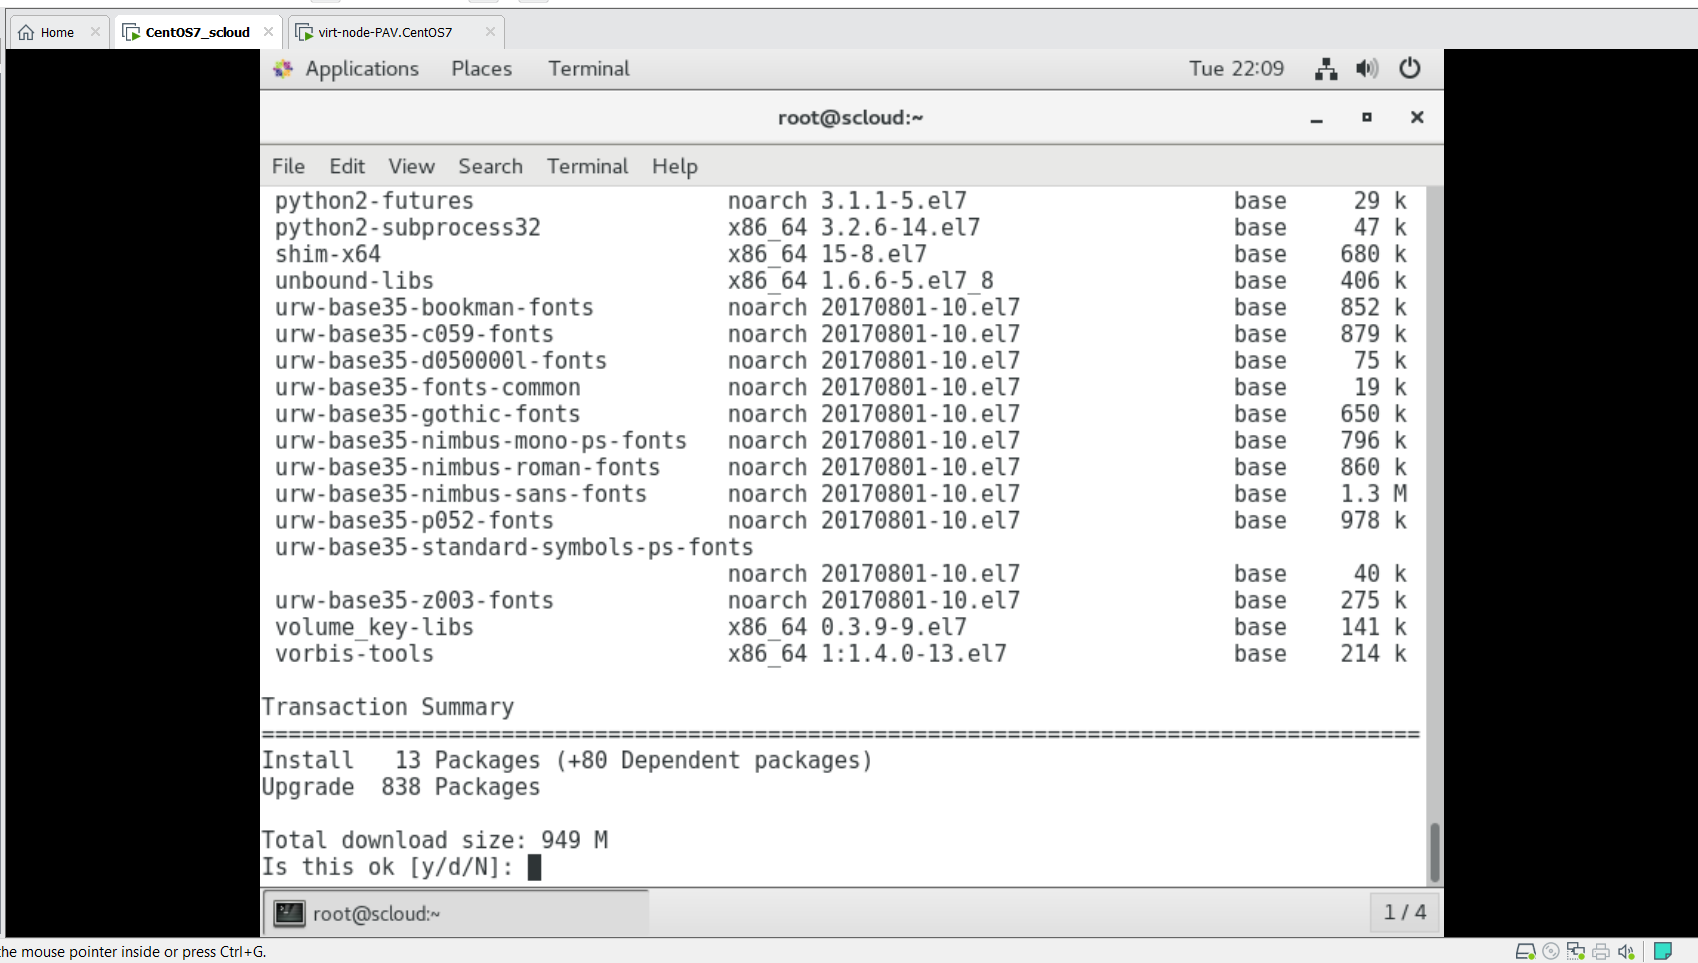 Home
CentOS7_scloud
virt-node-PAV.CentOS7
Applications Places Terminal Tue 22:09
root@scloud:~
File Edit View Search Terminal Help
python2-futures noarch 3.1.1-5.el7 base 29 k
python2-subprocess32 x86_64 3.2.6-14.el7 base 47 k
shim-x64 x86_64 15-8.el7 base 680 k
unbound-libs x86_64 1.6.6-5.el7_8 base 406 k
urw-base35-bookman-fonts noarch 20170801-10.el7 base 852 k
urw-base35-c059-fonts noarch 20170801-10.el7 base 879 k
urw-base35-d050000l-fonts noarch 20170801-10.el7 base 75 k
urw-base35-fonts-common noarch 20170801-10.el7 base 19 k
urw-base35-gothic-fonts noarch 20170801-10.el7 base 650 k
urw-base35-nimbus-mono-ps-fonts noarch 20170801-10.el7 base 796 k
urw-base35-nimbus-roman-fonts noarch 20170801-10.el7 base 860 k
urw-base35-nimbus-sans-fonts noarch 20170801-10.el7 base 1.3 M
urw-base35-p052-fonts noarch 20170801-10.el7 base 978 k
urw-base35-standard-symbols-ps-fonts
noarch 20170801-10.el7 base 40 k
urw-base35-z003-fonts noarch 20170801-10.el7 base 275 k
volume_key-libs x86_64 0.3.9-9.el7 base 141 k
vorbis-tools x86_64 1:1.4.0-13.el7 base 214 k
Transaction Summary
================================================================================
Install 13 Packages (+80 Dependent packages)
Upgrade 838 Packages
Total download size: 949 M
Is this ok [y/d/N]:
root@scloud:~ 1 / 4
the mouse pointer inside or press Ctrl+G.